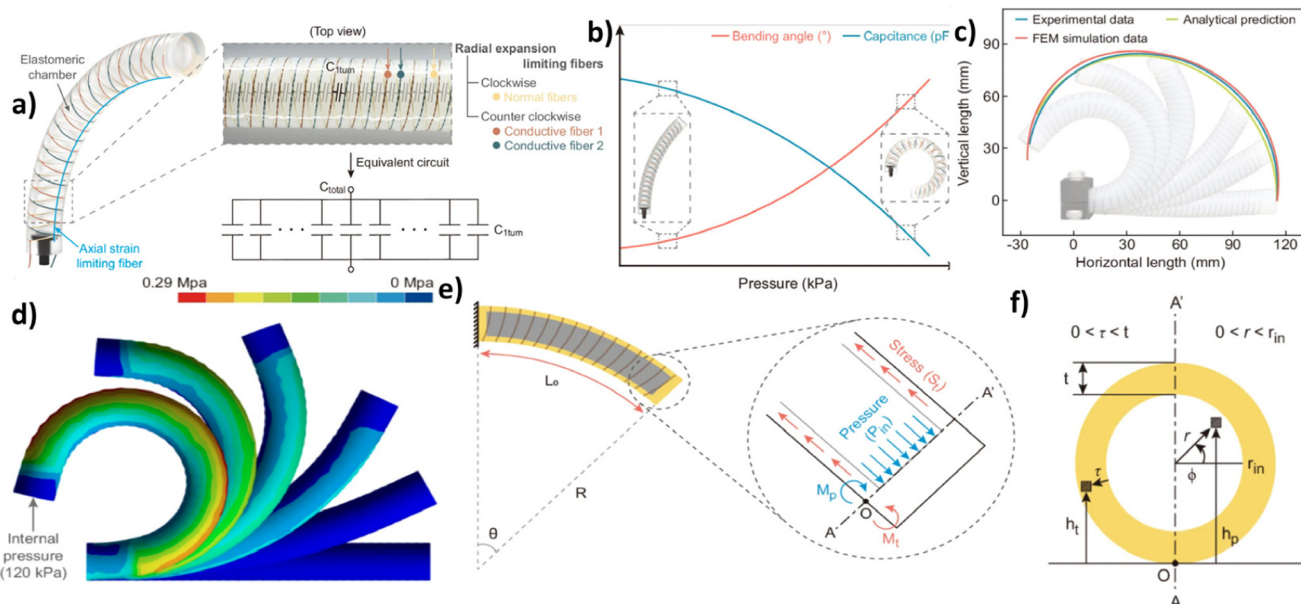 a)
Elastomeric
chamber
Axial strain
limiting fiber
(Top view)
C1turn
Radial expansion
limiting fibers
Clockwise
Normal fibers
Counter clockwise
Conductive fiber 1
Conductive fiber 2
Equivalent circuit
Ctotal
C1turn
b)
Bending angle (°)
Capcitance (pF
Pressure (kPa)
c)
Experimental data
Analytical prediction
FEM simulation data
Vertical length (mm)
90
60
30
0
-30
0
30
60
90
120
Horizontal length (mm)
d)
0.29 Mpa
0 Mpa
Internal
pressure
(120 kPa)
e)
Lo
R
θ
Stress (St)
Pressure
(Pin)
A'
Mp
O
A'
Mt
f)
A'
0 < τ < t
0 < r < rin
t
r
rin
ϕ
τ
ht
hp
O
A